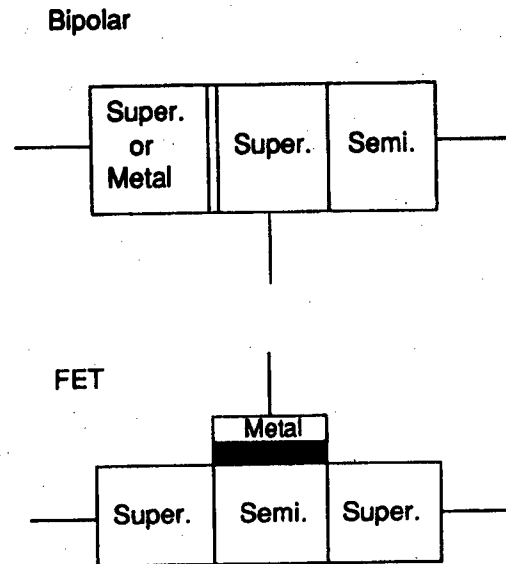 Bipolar
Super.
or
Metal
Super.
Semi.
FET
Metal
Super.
Semi.
Super.